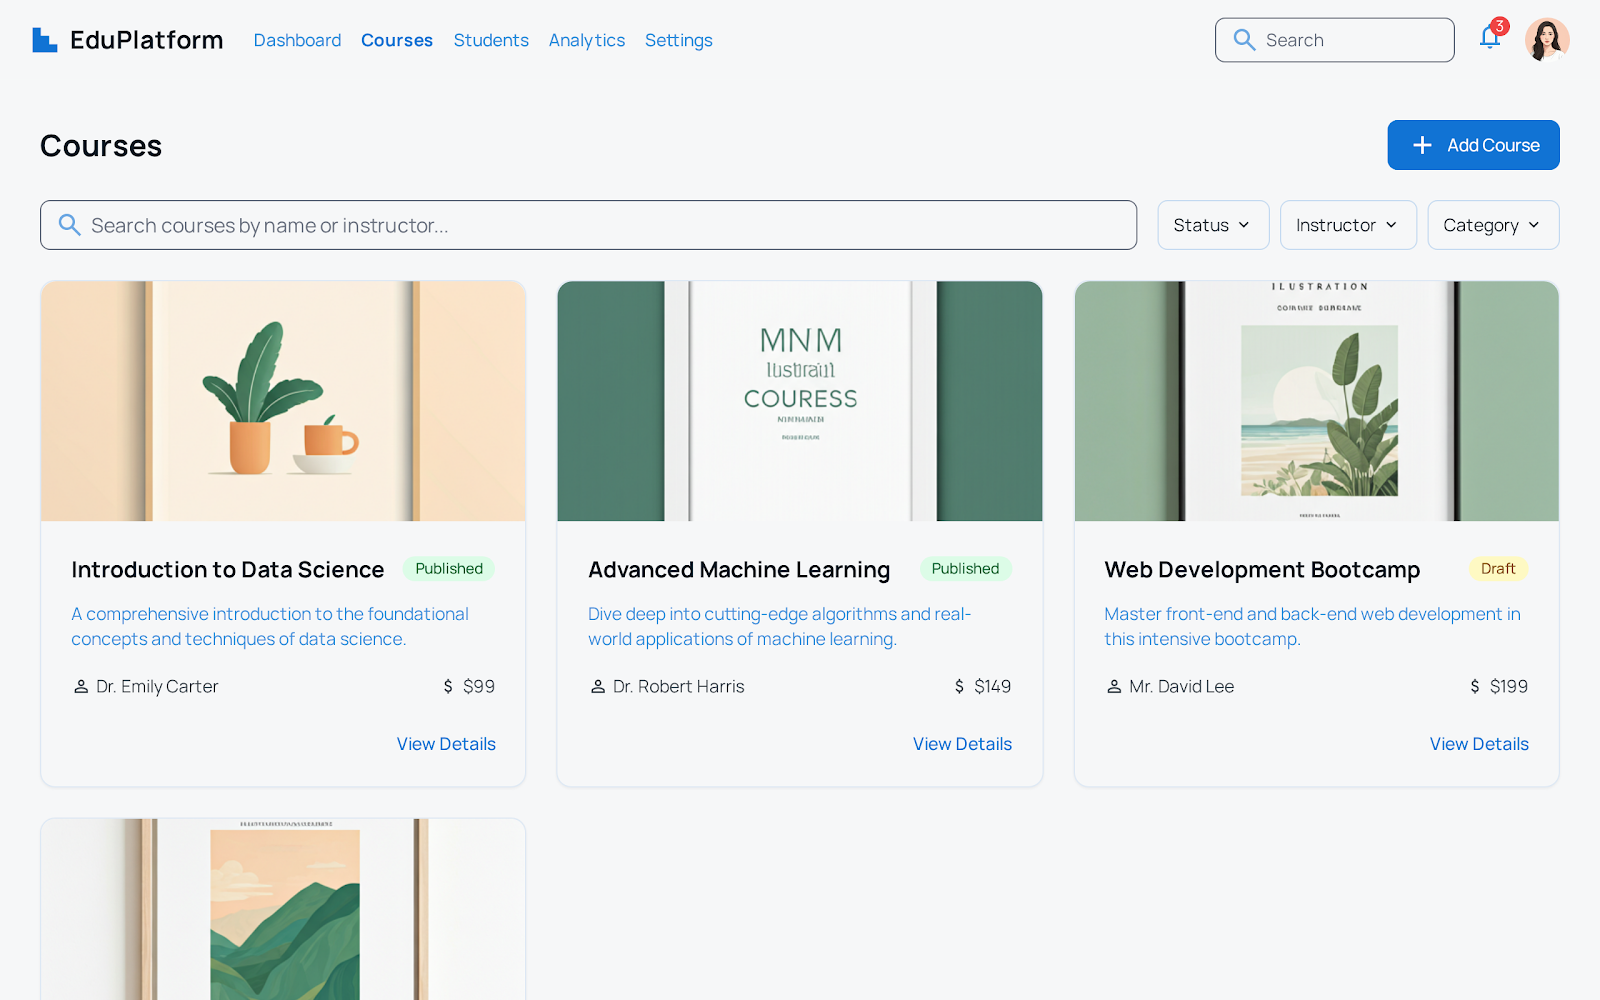 EduPlatform
Dashboard
Courses
Students
Analytics
Settings
Search
3
Courses
Add Course
Search courses by name or instructor...
Status
Instructor
Category
MNM
COURESS
ILUSTRATION
Introduction to Data Science
Published
A comprehensive introduction to the foundational
concepts and techniques of data science.
Dr. Emily Carter
$ $99
View Details
Advanced Machine Learning
Published
Dive deep into cutting-edge algorithms and real-
world applications of machine learning.
Dr. Robert Harris
$ $149
View Details
Web Development Bootcamp
Draft
Master front-end and back-end web development in
this intensive bootcamp.
Mr. David Lee
$ $199
View Details